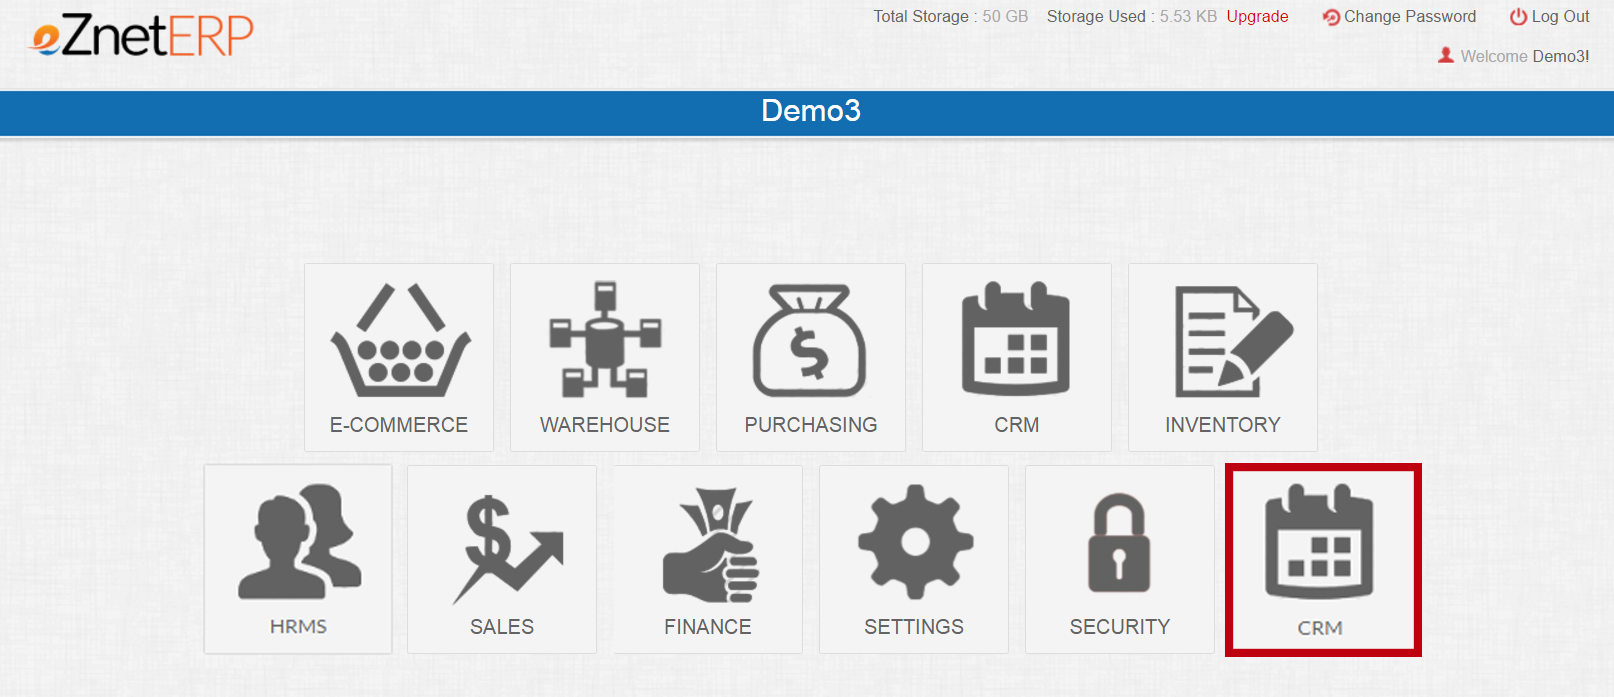 eZnetERP
Total Storage : 50 GB Storage Used : 5.53 KB Upgrade Change Password Log Out
Welcome Demo3!
Demo3
E-COMMERCE WAREHOUSE PURCHASING CRM INVENTORY
HRMS SALES FINANCE SETTINGS SECURITY CRM